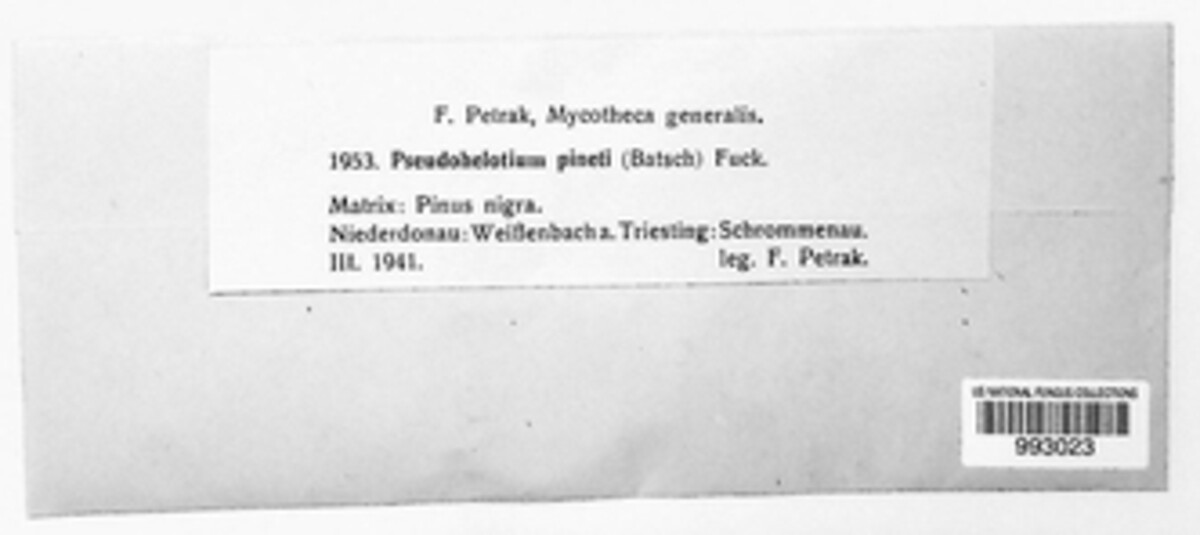 F. Petrak, Mycotheca generalis.
1953. Pseudohelotium pineti (Batsch) Fuck.
Matrix: Pinus nigra.
Niederdonau: Weißenbach a. Triesting: Schrommenau.
III. 1941. leg. F. Petrak.
US NATIONAL FUNGUS COLLECTIONS
993023